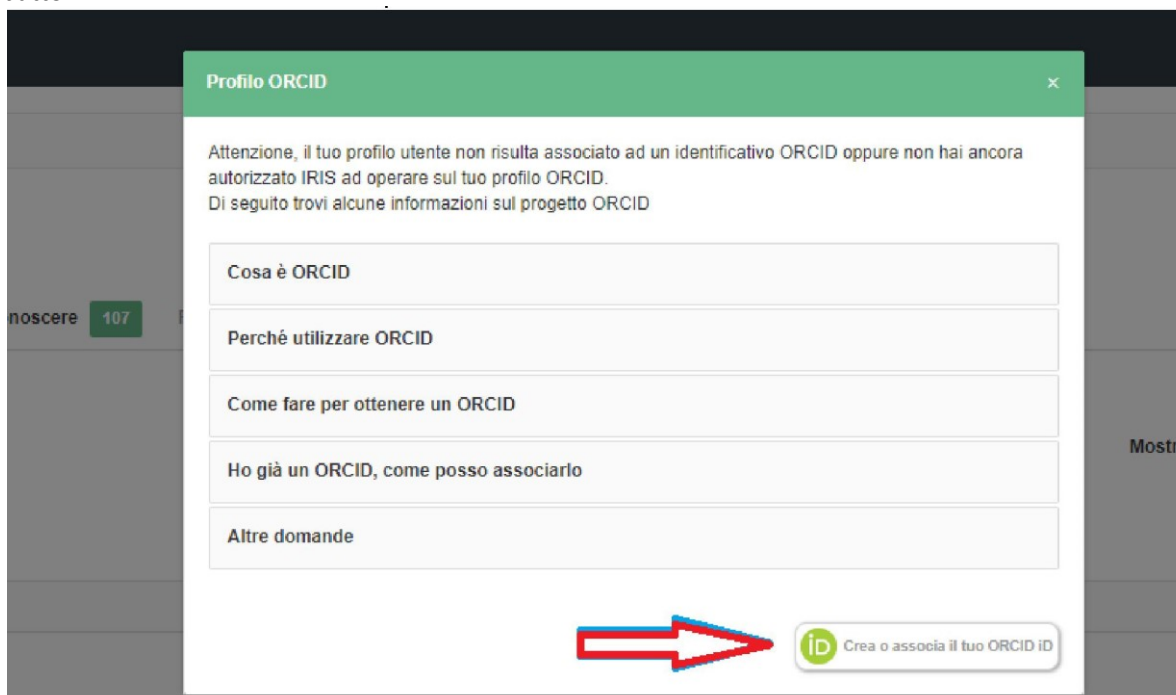 Profilo ORCID ×
Attenzione, il tuo profilo utente non risulta associato ad un identificativo ORCID oppure non hai ancora
autorizzato IRIS ad operare sul tuo profilo ORCID.
Di seguito trovi alcune informazioni sul progetto ORCID
Cosa è ORCID
noscere 107
Perché utilizzare ORCID
Come fare per ottenere un ORCID
Mostr
Ho già un ORCID, come posso associarlo
Altre domande
iD Crea o associa il tuo ORCID iD